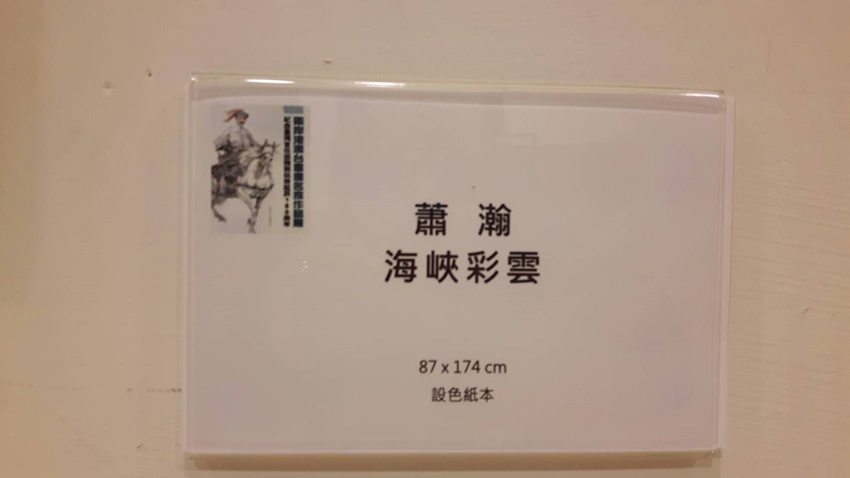 蕭瀚
海峽彩雲
87 x 174 cm
設色紙本